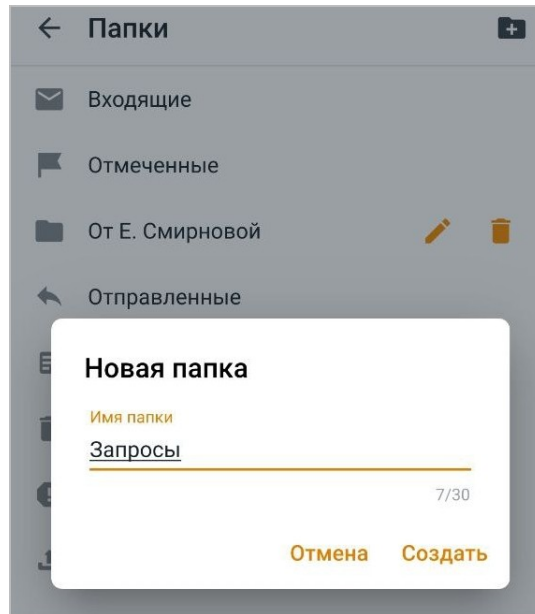 Папки
Входящие
Отмеченные
От Е. Смирновой
Отправленные
Новая папка
Имя папки
Запросы
7/30
Отмена Создать